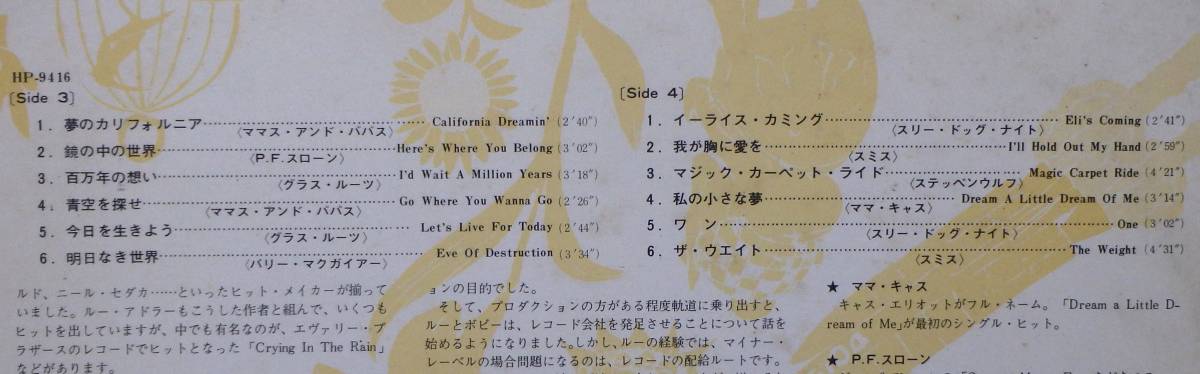 HP-9416
[Side 3]
1. 夢のカリフォルニア California Dreamin' (2'40")
〈ママス・アンド・パパス〉
2. 鏡の中の世界 Here's Where You Belong (3'02")
〈P.F.スローン〉
3. 百万年の想い I'd Wait A Million Years (3'18")
〈グラス・ルーツ〉
4. 青空を探せ Go Where You Wanna Go (2'26")
〈ママス・アンド・パパス〉
5. 今日を生きよう Let's Live For Today (2'44")
〈グラス・ルーツ〉
6. 明日なき世界 Eve Of Destruction (3'34")
〈バリー・マクガイアー〉
[Side 4]
1. イーライス・カミング Eli's Coming (2'41")
〈スリー・ドッグ・ナイト〉
2. 我が胸に愛を I'll Hold Out My Hand (2'59")
〈スミス〉
3. マジック・カーペット・ライド Magic Carpet Ride (4'21")
〈ステッペンウルフ〉
4. 私の小さな夢 Dream A Little Dream Of Me (3'14")
〈ママ・キャス〉
5. ワン One (3'02")
〈スリー・ドッグ・ナイト〉
6. ザ・ウエイト The Weight (4'31")
〈スミス〉
ルド、ニール・セダカ……といったヒット・メイカーが揃って
いました。ルー・アドラーもこうした作者と組んで、いくつも
ヒットを出していますが、中でも有名なのが、エヴァリー・ブ
ラザースのレコードでヒットとなった「Crying In The Rain」
などがあります。
ョンの目的でした。
そして、プロダクションの方がある程度軌道に乗り出すと、
ルーとボビーは、レコード会社を発足させることについて話を
始めるようになりました。しかし、ルーの経験では、マイナー・
レーベルの場合問題になるのは、レコードの配給ルートです。
★ ママ・キャス
キャス・エリオットがフル・ネーム。「Dream a Little D-
ream of Me」が最初のシングル・ヒット。
★ P.F.スローン